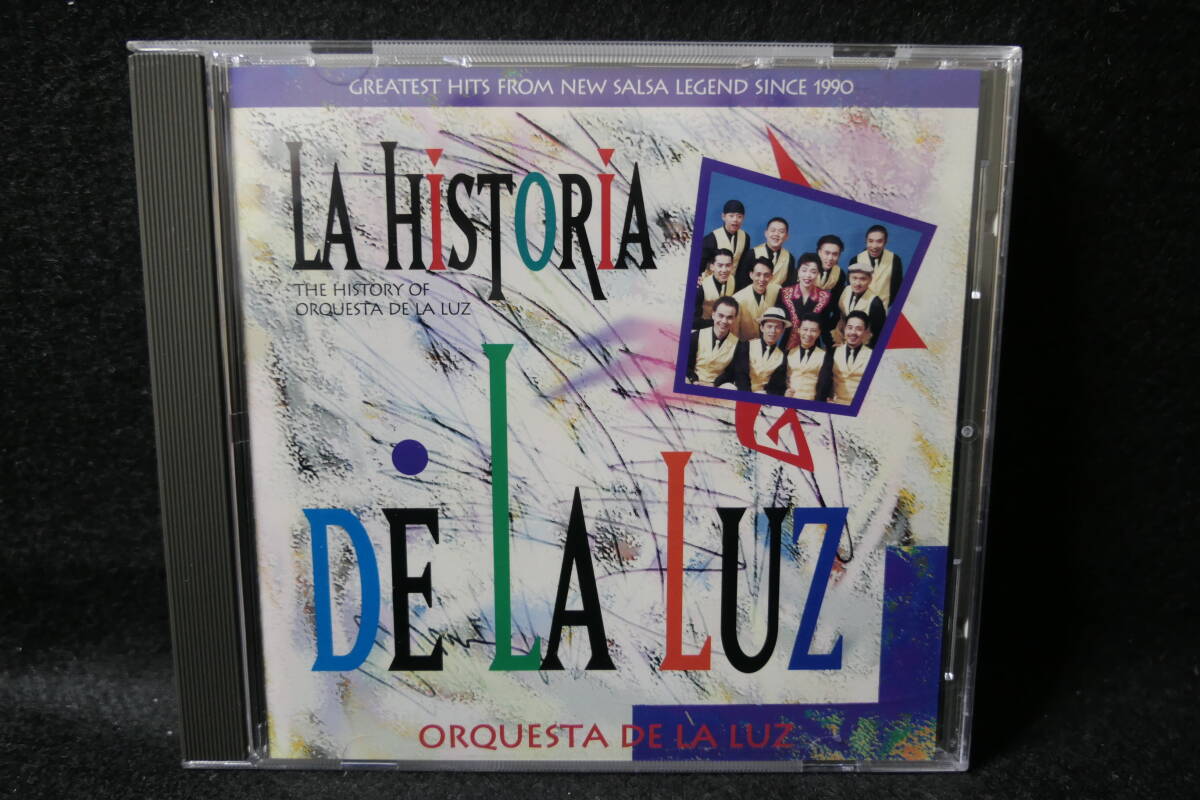 GREATEST HITS FROM NEW SALSA LEGEND SINCE 1990
LA HiSTORiA
THE HISTORY OF
ORQUESTA DE LA LUZ
DE LA LUZ
ORQUESTA DE LA LUZ